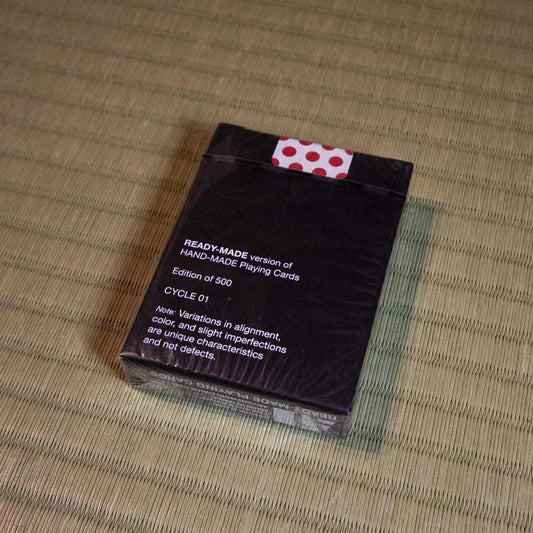 READY-MADE version of
HAND-MADE Playing Cards
Edition of 500
CYCLE 01
Note: Variations in alignment,
color, and slight imperfections
are unique characteristics
and not defects.